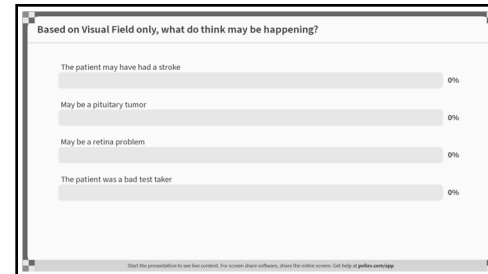 Based on Visual Field only, what do think may be happening?
The patient may have had a stroke
0%
May be a pituitary tumor
0%
May be a retina problem
0%
The patient was a bad test taker
0%
Start the presentation to see live content. For screen share software, share the entire screen. Get help at pollev.com/app